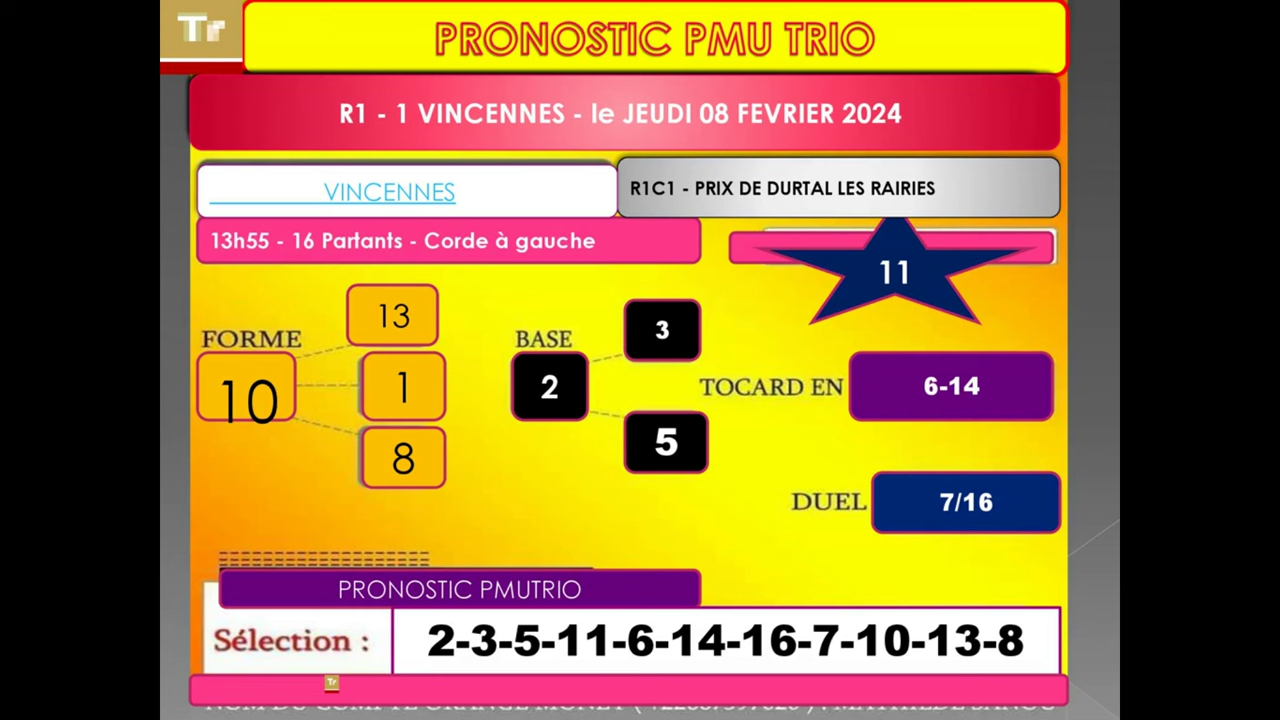 Tr
PRONOSTIC PMU TRIO
R1 - 1 VINCENNES - le JEUDI 08 FEVRIER 2024
VINCENNES
R1C1 - PRIX DE DURTAL LES RAIRIES
13h55 - 16 Partants - Corde à gauche
11
13
FORME
10
1
8
BASE
2
3
5
TOCARD EN
6-14
DUEL
7/16
PRONOSTIC PMUTRIO
Sélection :
2-3-5-11-6-14-16-7-10-13-8
Tr